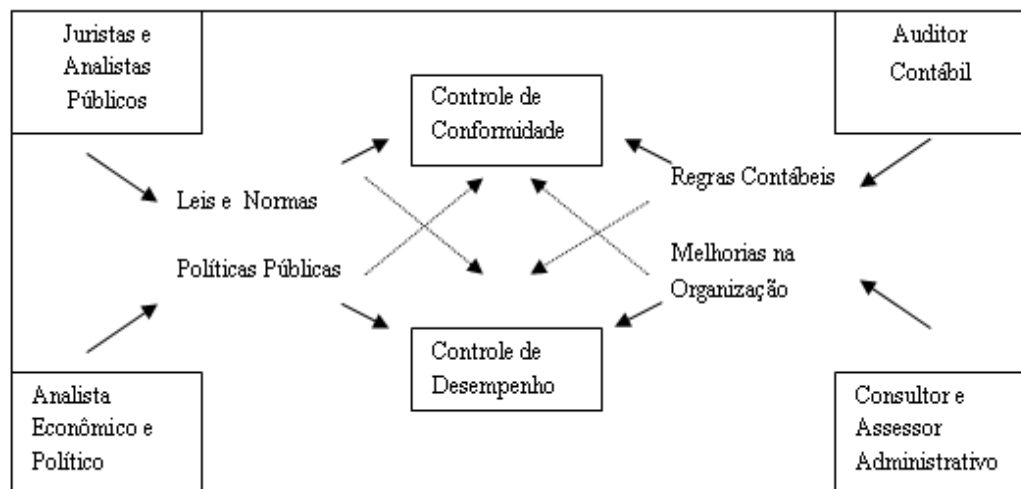 Juristas e
Analistas
Públicos
Auditor
Contábil
Controle de
Conformidade
Leis e Normas
Regras Contábeis
Políticas Públicas
Melhorias na
Organização
Controle de
Desempenho
Analista
Econômico e
Político
Consultor e
Assessor
Administrativo